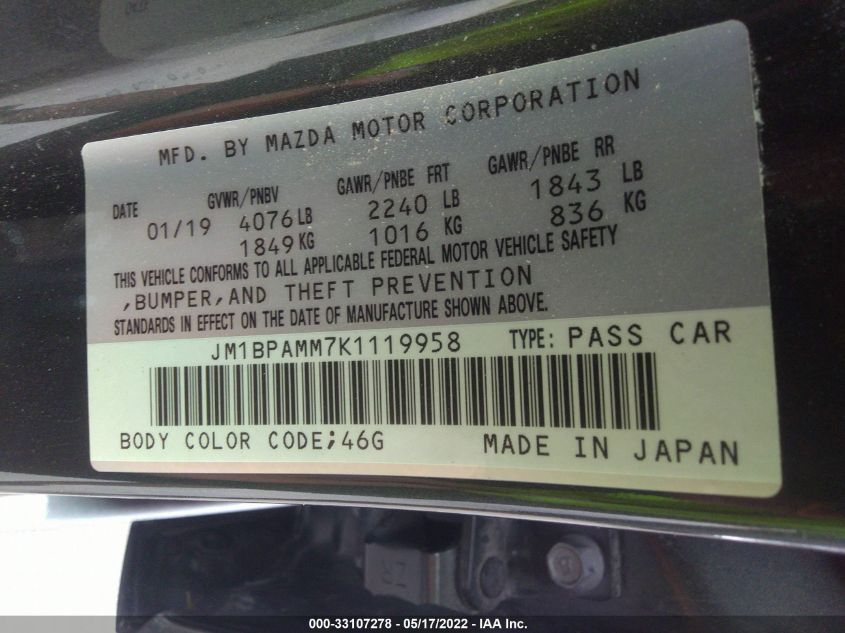 MFD. BY MAZDA MOTOR CORPORATION
DATE GVWR/PNBV GAWR/PNBE FRT GAWR/PNBE RR
01/19 4076LB 2240 LB 1843 LB
1849KG 1016 KG 836 KG
THIS VEHICLE CONFORMS TO ALL APPLICABLE FEDERAL MOTOR VEHICLE SAFETY
,BUMPER,AND THEFT PREVENTION
STANDARDS IN EFFECT ON THE DATE OF MANUFACTURE SHOWN ABOVE.
JM1BPAMM7K1119958 TYPE: PASS CAR
BODY COLOR CODE;46G MADE IN JAPAN
000-33107278 - 05/17/2022 - IAA Inc.